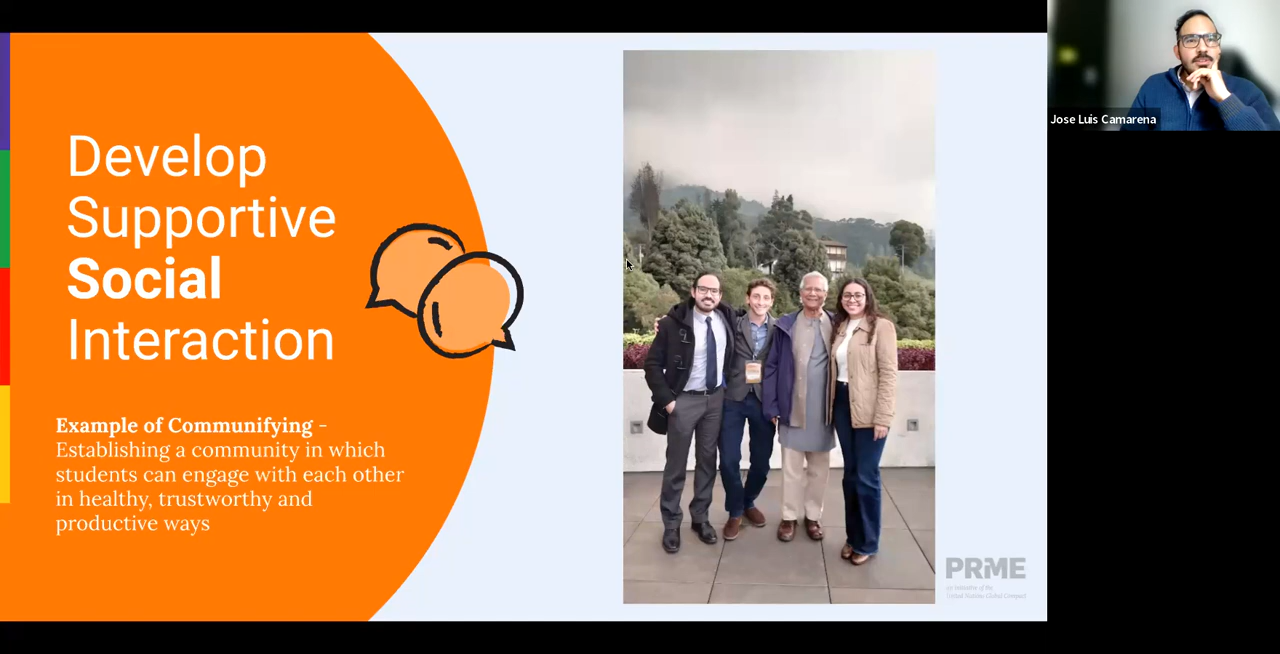 Develop
Supportive
Social
Interaction
Example of Communifying -
Establishing a community in which
students can engage with each other
in healthy, trustworthy and
productive ways
Jose Luis Camarena
PRME
an initiative of the
United Nations Global Compact